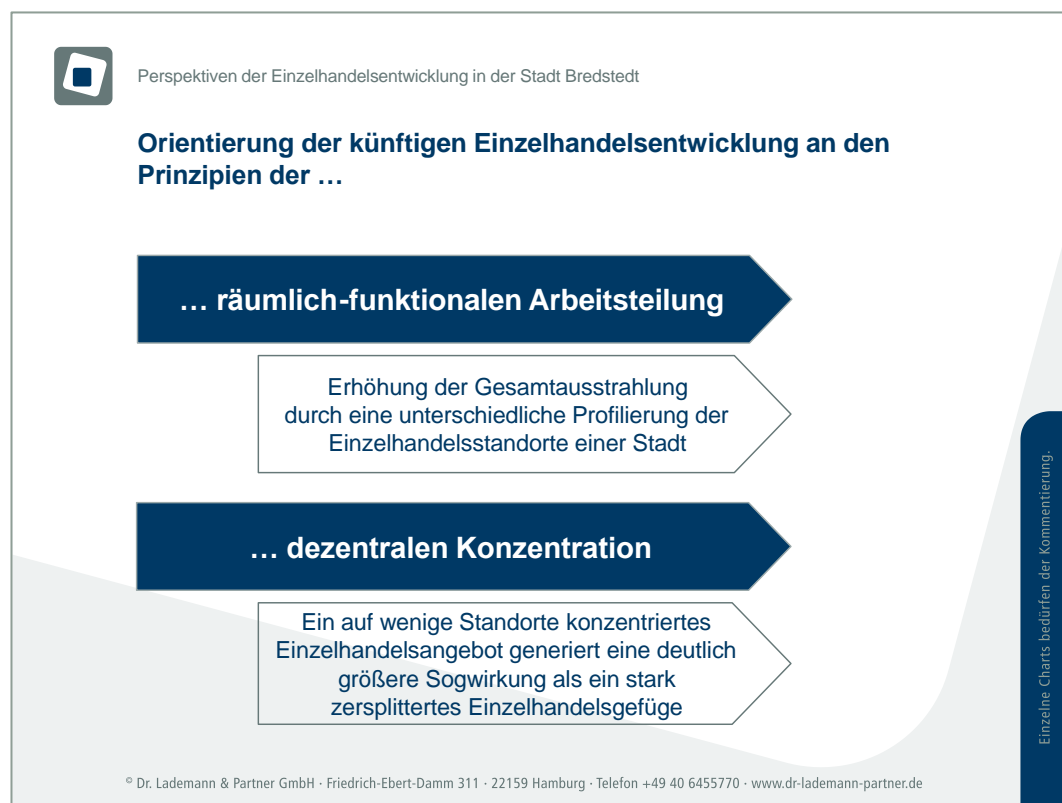 Perspektiven der Einzelhandelsentwicklung in der Stadt Bredstedt
Orientierung der künftigen Einzelhandelsentwicklung an den
Prinzipien der …
… räumlich-funktionalen Arbeitsteilung
Erhöhung der Gesamtausstrahlung
durch eine unterschiedliche Profilierung der
Einzelhandelsstandorte einer Stadt
… dezentralen Konzentration
Ein auf wenige Standorte konzentriertes
Einzelhandelsangebot generiert eine deutlich
größere Sogwirkung als ein stark
zersplittertes Einzelhandelsgefüge
Einzelne Charts bedürfen der Kommentierung.
© Dr. Lademann & Partner GmbH · Friedrich-Ebert-Damm 311 · 22159 Hamburg · Telefon +49 40 6455770 · www.dr-lademann-partner.de